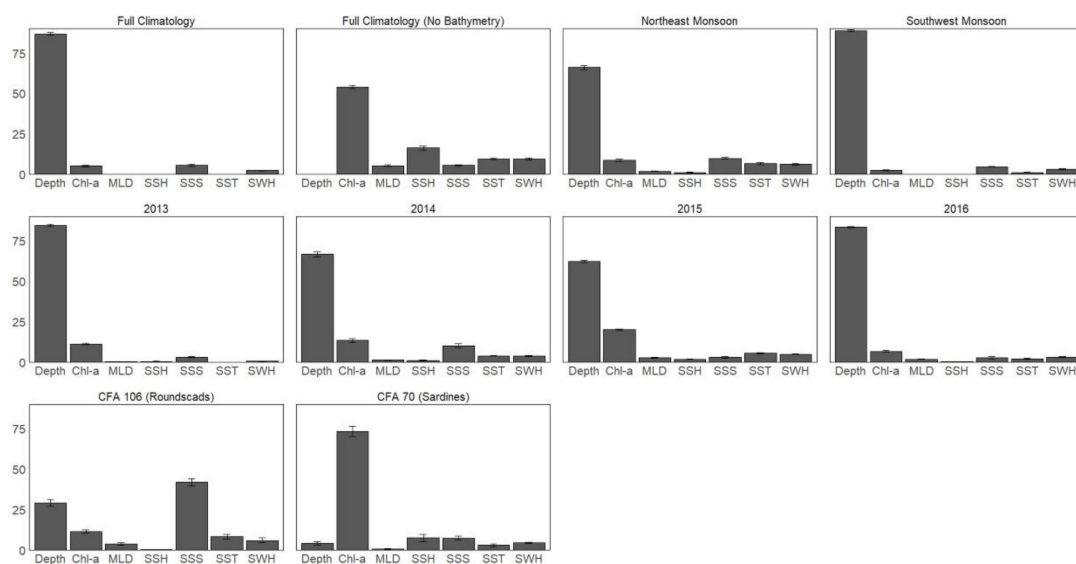 Full Climatology Full Climatology (No Bathymetry) Northeast Monsoon Southwest Monsoon
75
50
25
0
Depth Chl-a MLD SSH SSS SST SWH Depth Chl-a MLD SSH SSS SST SWH Depth Chl-a MLD SSH SSS SST SWH Depth Chl-a MLD SSH SSS SST SWH
2013 2014 2015 2016
75
50
25
0
Depth Chl-a MLD SSH SSS SST SWH Depth Chl-a MLD SSH SSS SST SWH Depth Chl-a MLD SSH SSS SST SWH Depth Chl-a MLD SSH SSS SST SWH
CFA 106 (Roundscads) CFA 70 (Sardines)
75
50
25
0
Depth Chl-a MLD SSH SSS SST SWH Depth Chl-a MLD SSH SSS SST SWH